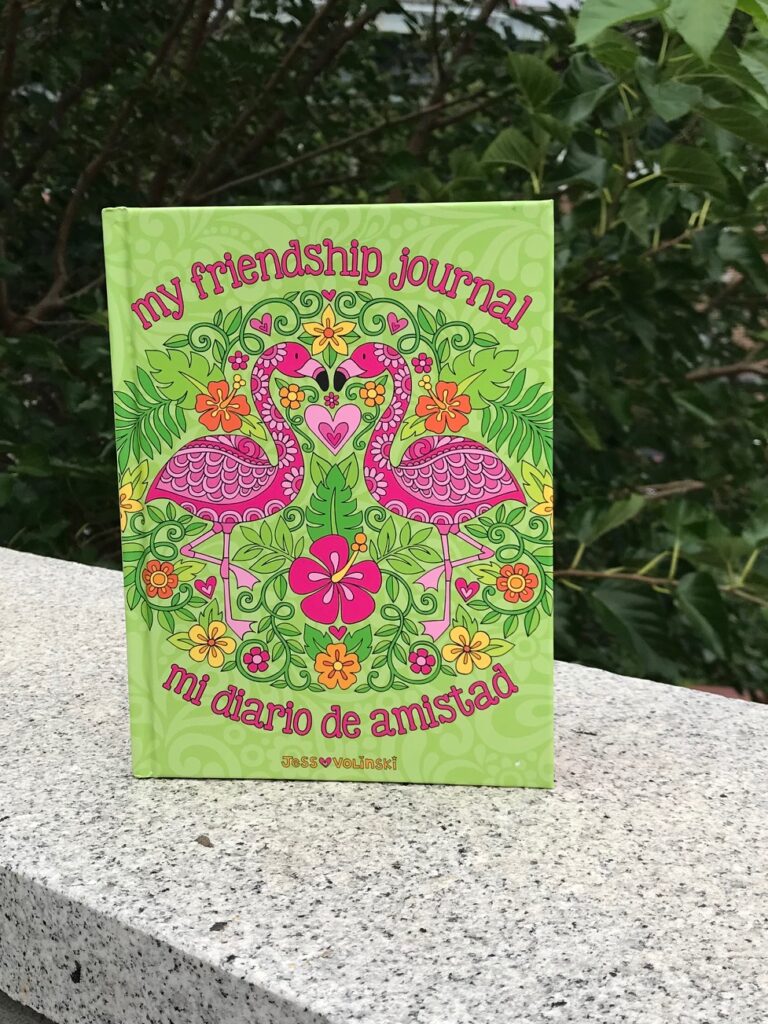 my friendship journal
mi diario de amistad
Jess Volinski